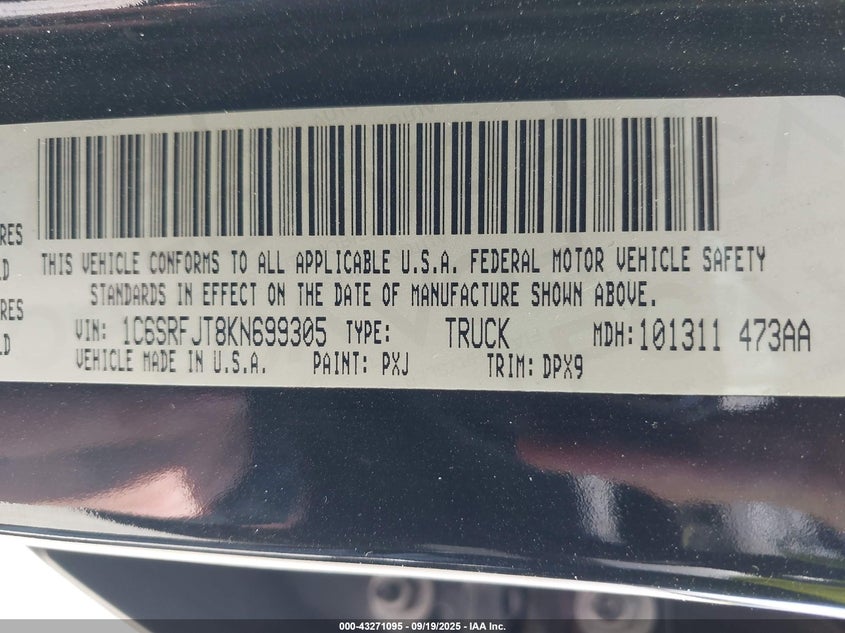 RES
LD
RES
LD
THIS VEHICLE CONFORMS TO ALL APPLICABLE U.S.A. FEDERAL MOTOR VEHICLE SAFETY
STANDARDS IN EFFECT ON THE DATE OF MANUFACTURE SHOWN ABOVE.
VIN: 1C6SRFJT8KN699305 TYPE: TRUCK MDH:101311 473AA
VEHICLE MADE IN U.S.A. PAINT: PXJ TRIM: DPX9
000-43271095 - 09/19/2025 - IAA Inc.